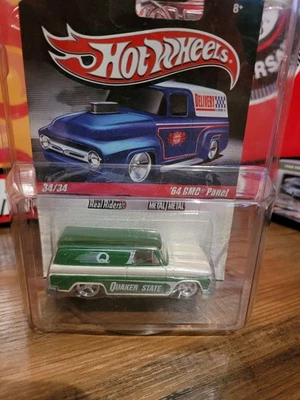 8+
HOT WHEELS
DELIVERY
34/34
'64 GMC® Panel
Real Riders®
METAL/METAL
Q
QUAKER STATE